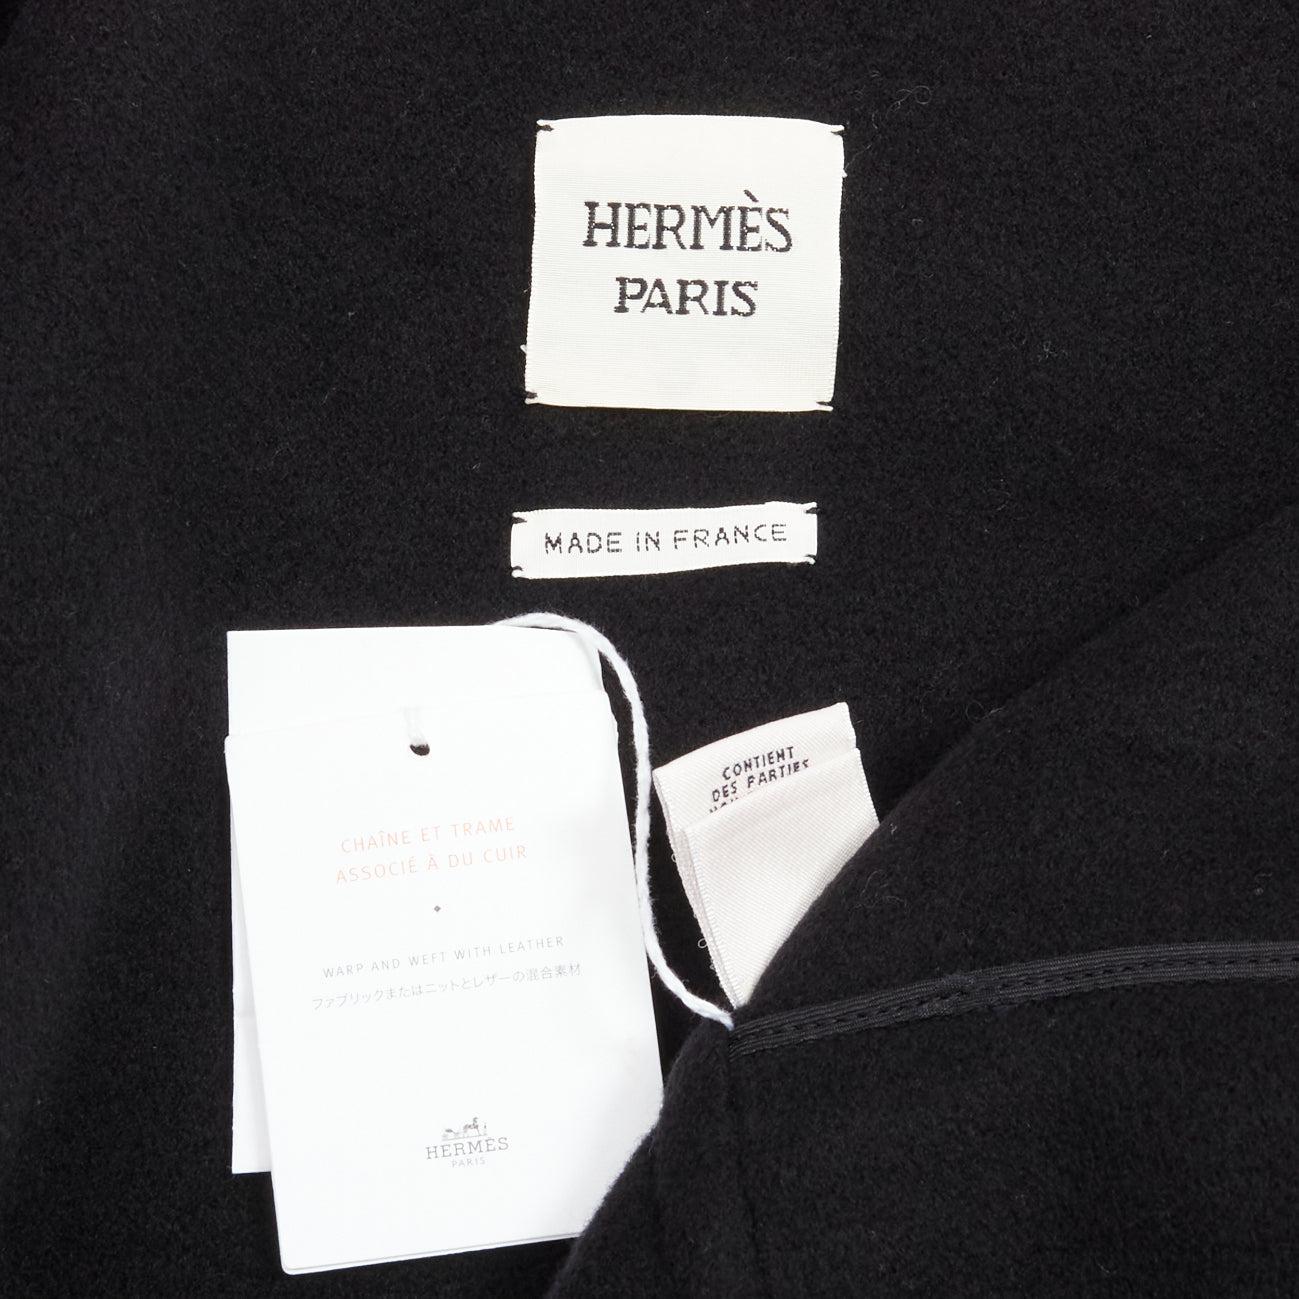 HERMÈS
PARIS
MADE IN FRANCE
CONTIENT
DES PARTIES
CHAÎNE ET TRAME
ASSOCIÉ À DU CUIR
WARP AND WEFT WITH LEATHER
ファブリックまたはニットとレザーの混合素材
HERMÈS
PARIS